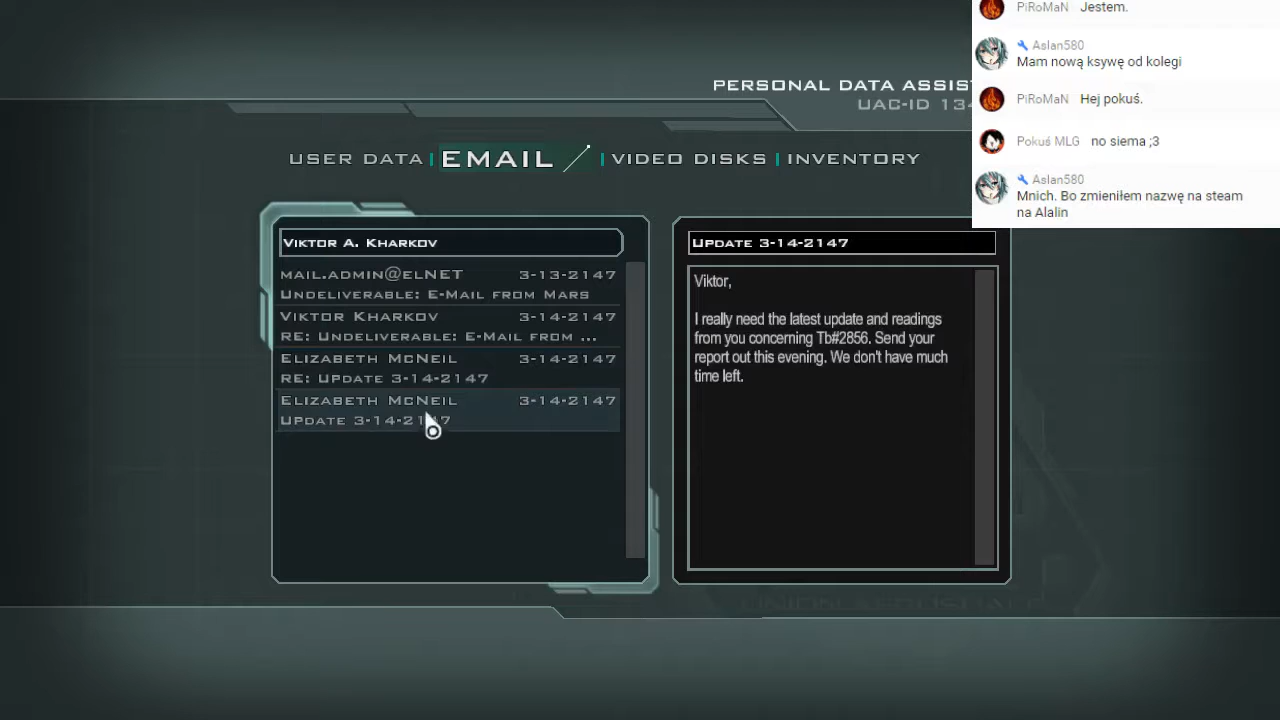 PERSONAL DATA ASSIST
UAC-ID 134
USER DATA
EMAIL
VIDEO DISKS
INVENTORY
VIKTOR A. KHARKOV
MAIL.ADMIN@ELNET 3-13-2147
UNDELIVERABLE: E-MAIL FROM MARS
VIKTOR KHARKOV 3-14-2147
RE: UNDELIVERABLE: E-MAIL FROM ...
ELIZABETH MCNEIL 3-14-2147
RE: UPDATE 3-14-2147
ELIZABETH MCNEIL 3-14-2147
UPDATE 3-14-2147
UPDATE 3-14-2147
Viktor,
I really need the latest update and readings
from you concerning Tb#2856. Send your
report out this evening. We don't have much
time left.
PiRoMaN Jestem.
Aslan580
Mam nową ksywę od kolegi
PiRoMaN Hej pokuś.
Pokuś MLG no siema ;3
Aslan580
Mnich. Bo zmieniłem nazwę na steam
na Alalin